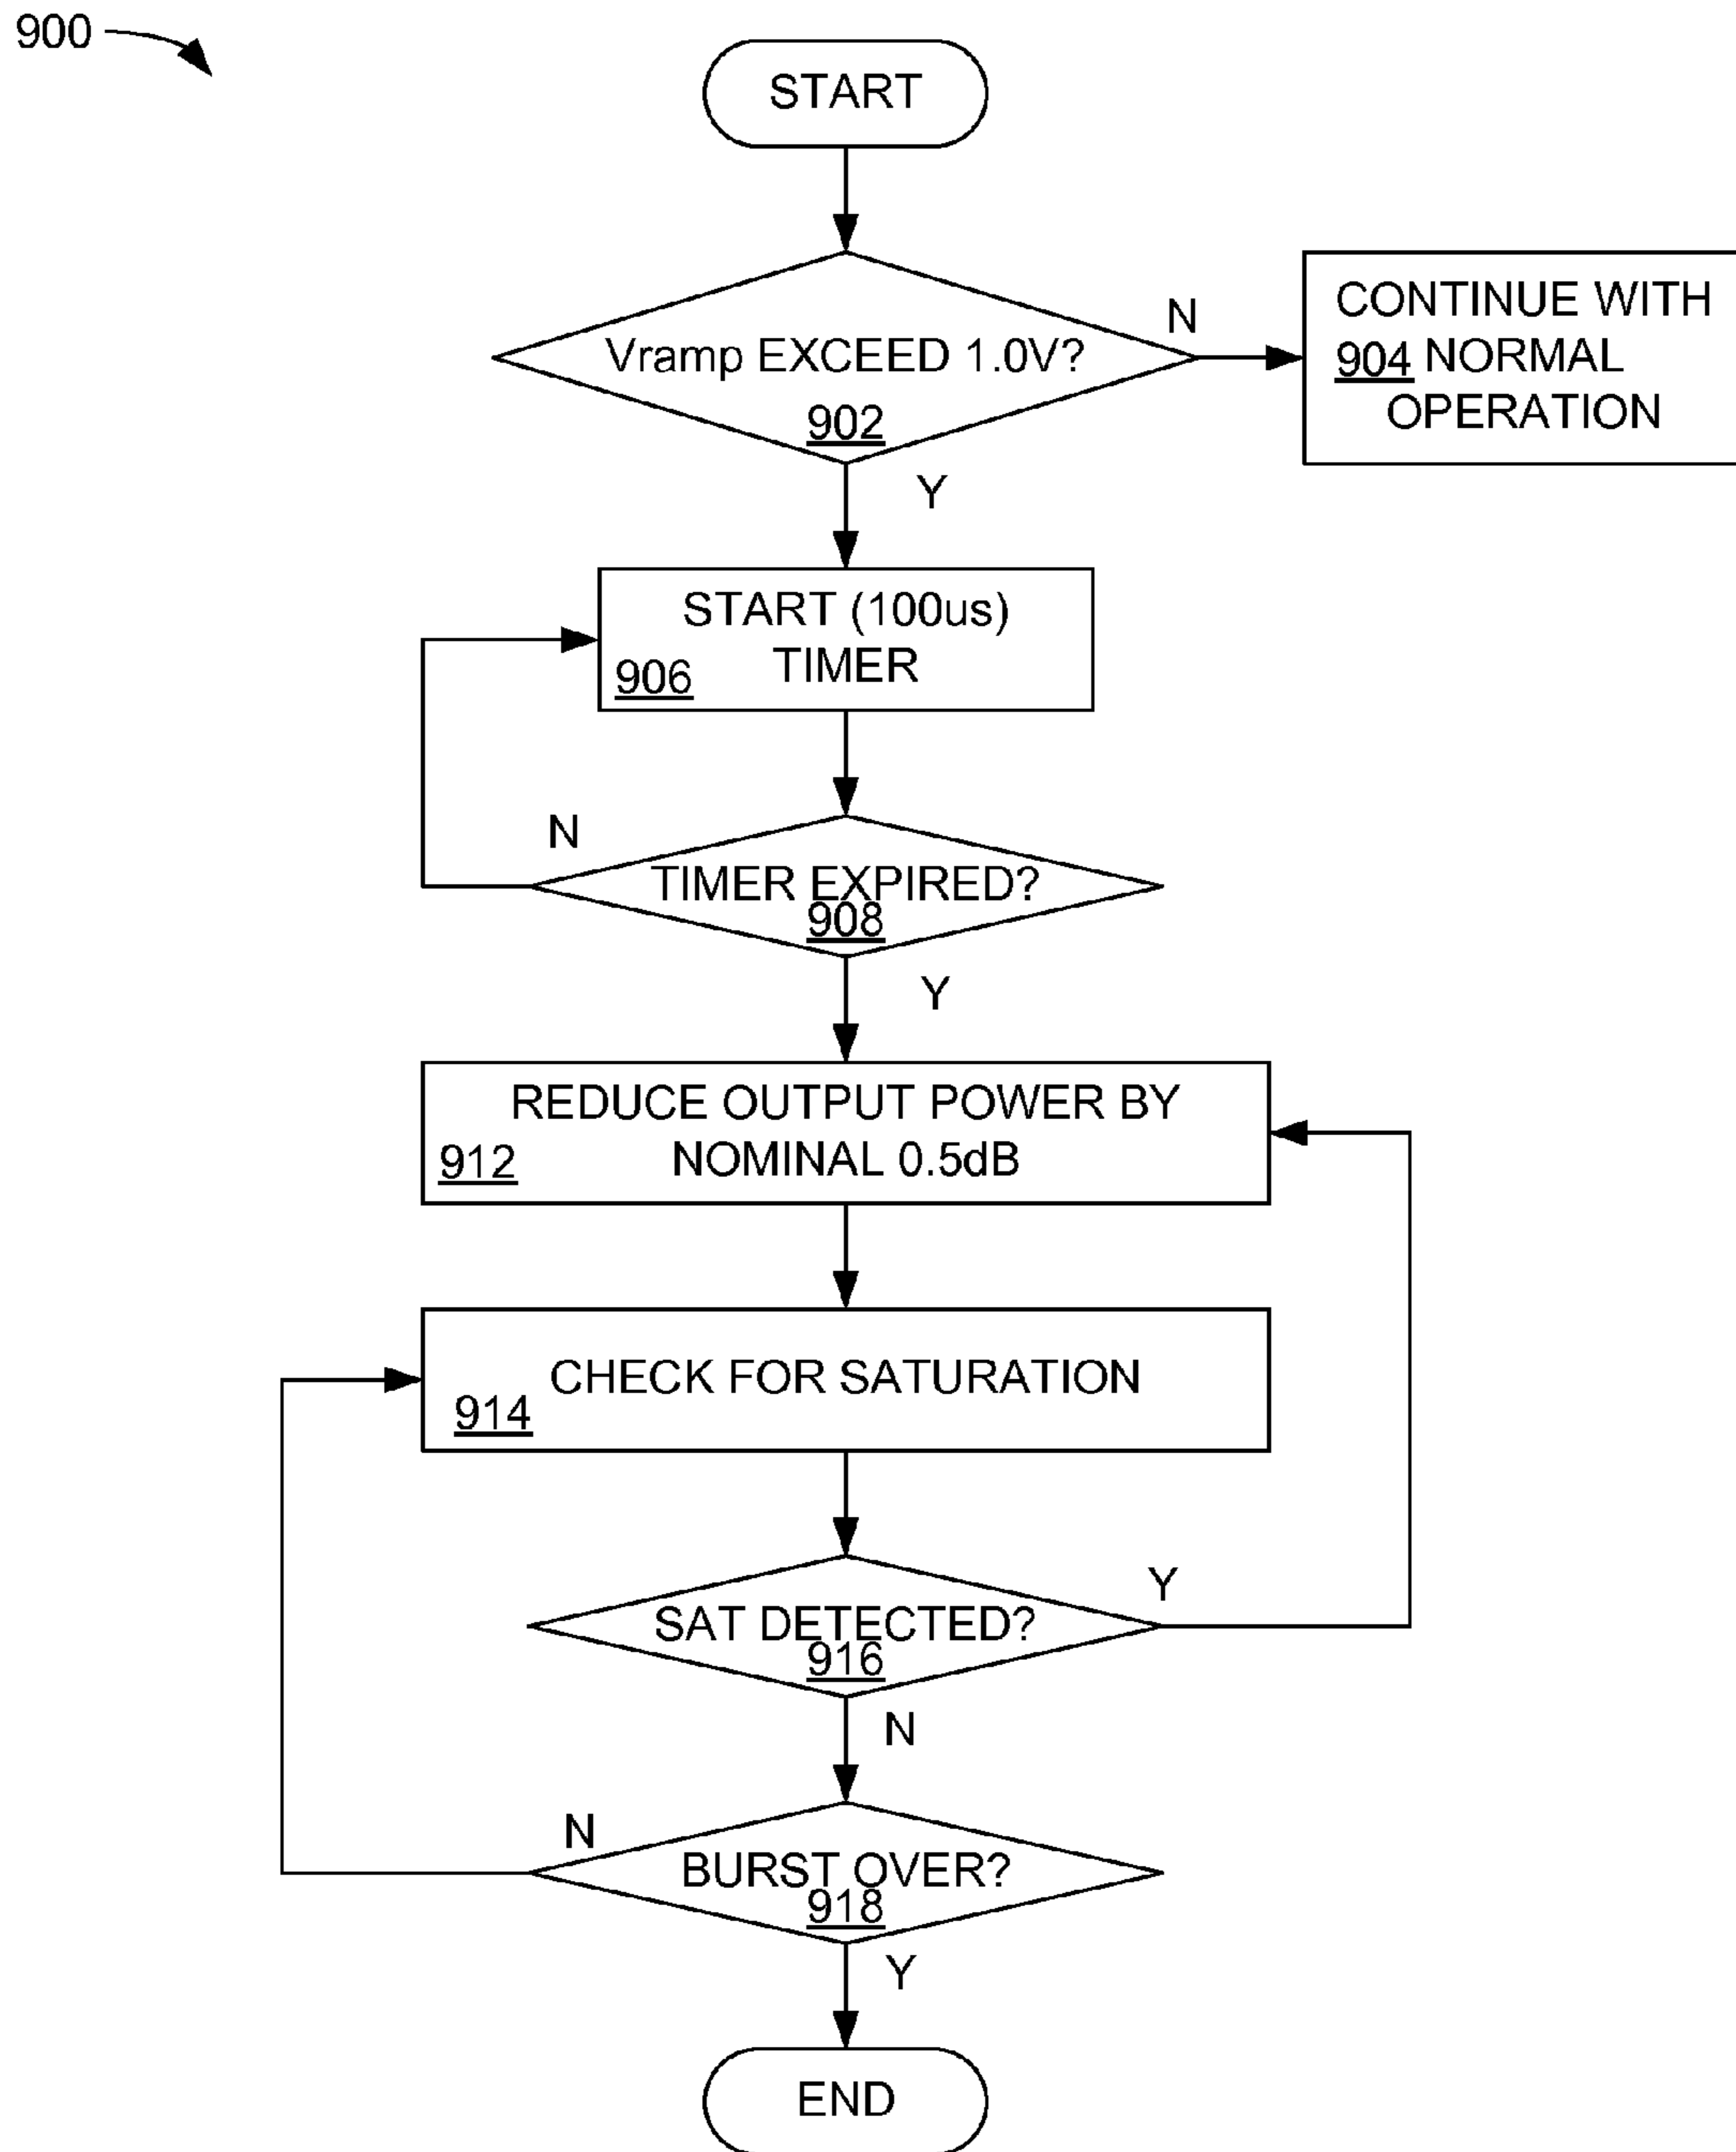 900
START
Vramp EXCEED 1.0V?
902
N
CONTINUE WITH
904 NORMAL
OPERATION
Y
START (100us)
TIMER
906
N
TIMER EXPIRED?
908
Y
REDUCE OUTPUT POWER BY
NOMINAL 0.5dB
912
CHECK FOR SATURATION
914
Y
SAT DETECTED?
916
N
N
BURST OVER?
918
Y
END